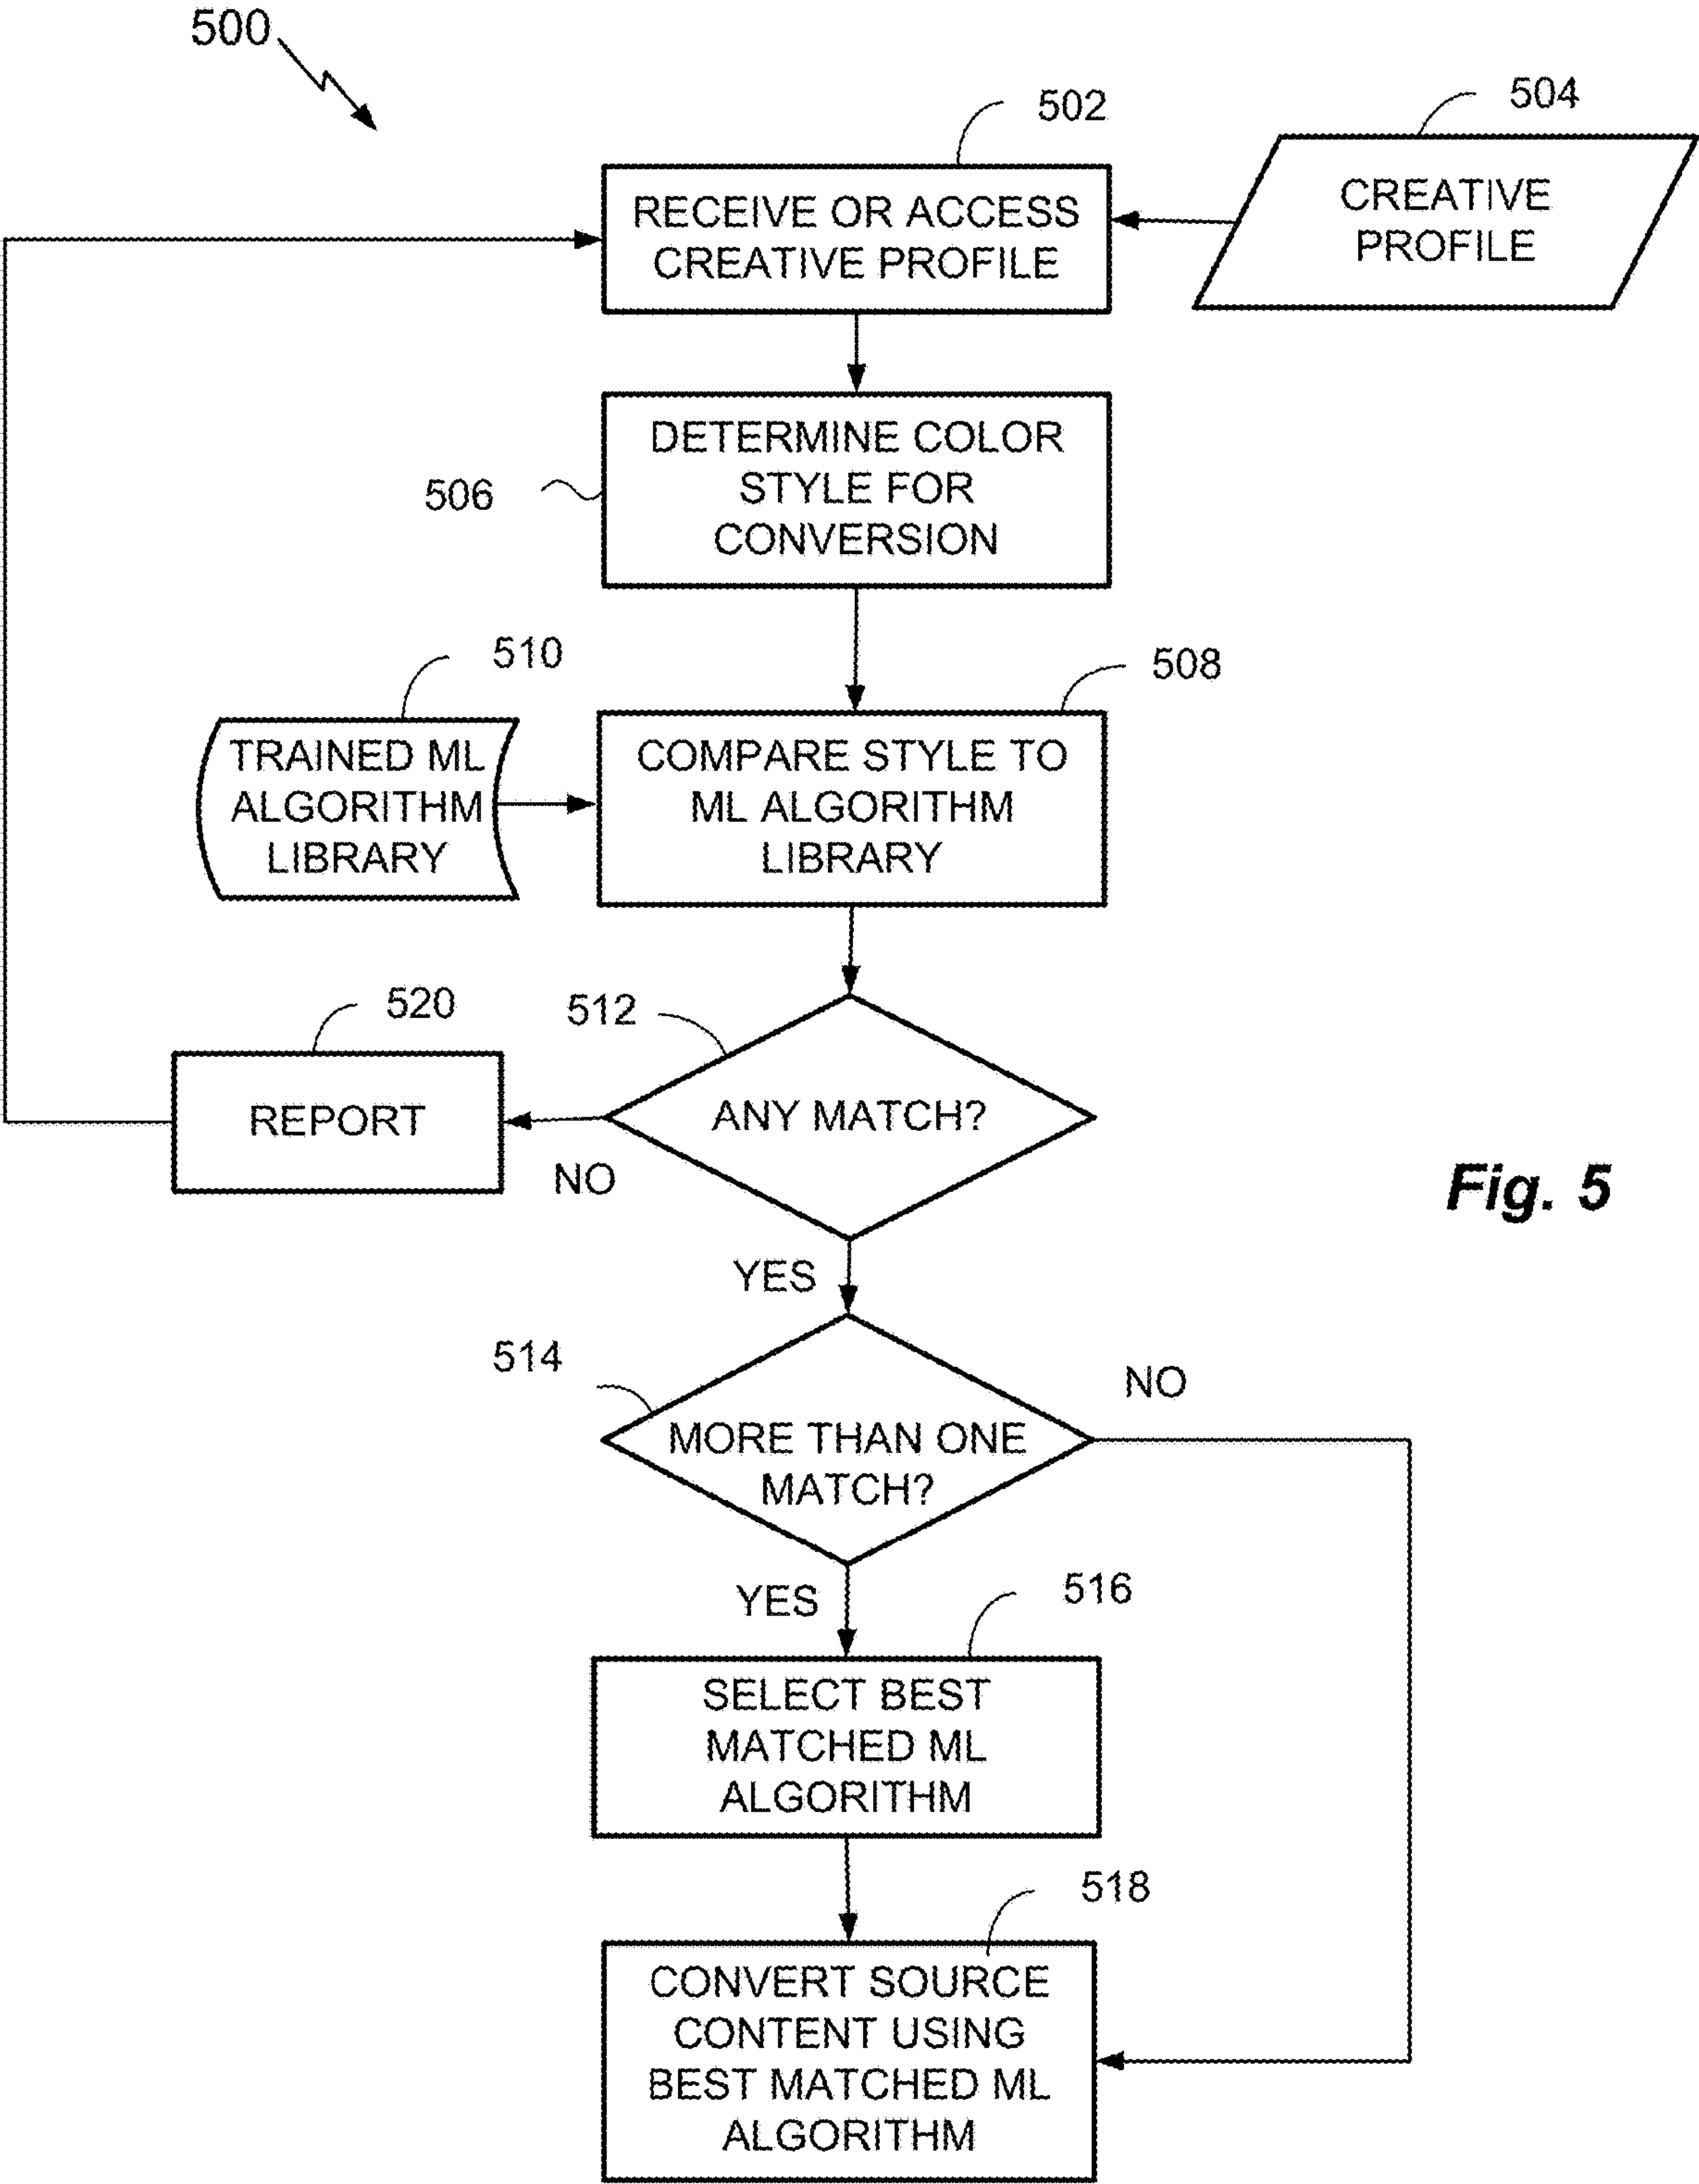 500
502
504
RECEIVE OR ACCESS
CREATIVE PROFILE
CREATIVE
PROFILE
DETERMINE COLOR
STYLE FOR
CONVERSION
506
510
508
TRAINED ML
ALGORITHM
LIBRARY
COMPARE STYLE TO
ML ALGORITHM
LIBRARY
520
512
REPORT
ANY MATCH?
NO
Fig. 5
YES
514
NO
MORE THAN ONE
MATCH?
YES
516
SELECT BEST
MATCHED ML
ALGORITHM
518
CONVERT SOURCE
CONTENT USING
BEST MATCHED ML
ALGORITHM